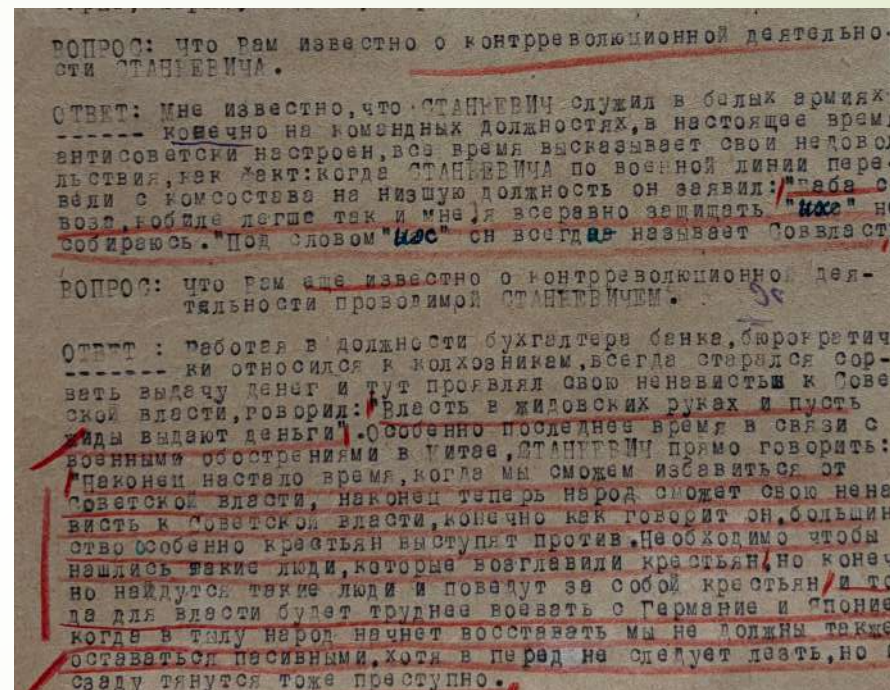 ВОПРОС: что Вам известно о контрреволюционной деятельно-
сти СТАНКЕВИЧА.
ОТВЕТ: Мне известно,что СТАНКЕВИЧ служил в белых армиях
------ конечно на командных должностях,в настоящее врем
антисоветски настроен,все время высказывает свои недовол
льствия,как факт:когда СТАНКЕВИЧА по военной линии пере
вели с комсостава на низшую должность он заявил:"Баба с
воза,кобиле легше так и мне я всеравно защищать "их" н
собираюсь."Под словом" он всегда называет Соввласт
ВОПРОС: что Вам еще известно о контрреволюционной дея-
тяльности проводимой СТАНКЕВИЧЕМ.
ОТВЕТ : Работая в должности бухгалтера банка,бюрократич
------- ки относился к колхозникам,всегда старался сор-
вать выдачу денег и тут проявлял свою ненависть к Сове
ской власти,говорил:"Власть в жидовских руках и пусть
жиды выдают деньги".Особенно последнее время в связи с
военными обострениями в Китае,СТАНКЕВИЧ прямо говорить:
"Наконец настало время,когда мы сможем избавиться от
Советской власти, наконец теперь народ сможет свою нена
висть к Советской власти,конечно как говорит он,большин
ство особенно крестьян выступят против.Необходимо чтобы
нашлись такие люди,которые возглавили крестьян,но конеч
но найдутся такие люди и поведут за собой крестьян и то
да для власти будет труднее воевать с Германие и Японие
когда в тылу народ начнет восставать мы не должны также
оставаться пасивными,хотя в перед не следует лезть,но
сзаду тянутся тоже преступно.